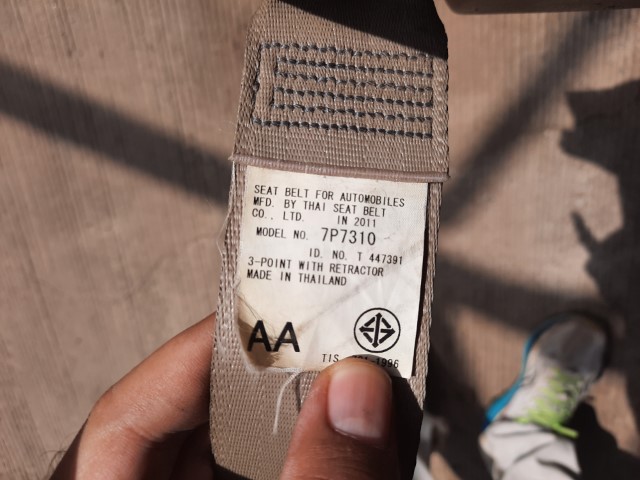 SEAT BELT FOR AUTOMOBILES
MFD. BY THAI SEAT BELT
CO., LTD. IN 2011
MODEL NO. 7P7310
ID. NO. T 447391
3-POINT WITH RETRACTOR
MADE IN THAILAND
AA
TIS